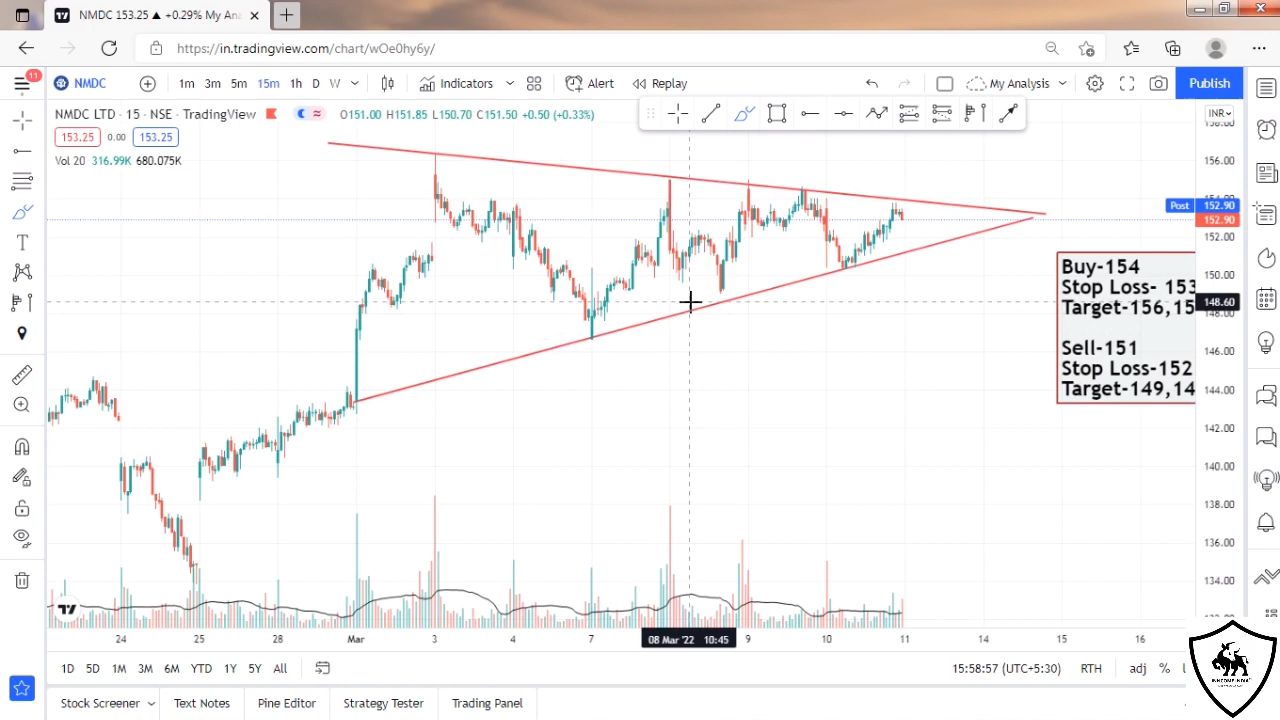 NMDC 153.25 ▲ +0.29% My Ana
https://in.tradingview.com/chart/wOe0hy6y/
11
NMDC
1m 3m 5m 15m 1h D W
Indicators
Alert
Replay
My Analysis
Publish
NMDC LTD · 15 · NSE · TradingView
O151.00 H151.85 L150.70 C151.50 +0.50 (+0.33%)
INR
153.25 0.00 153.25
Vol 20 316.99K 680.075K
158.00
156.00
154.00
Post 152.90
152.90
152.00
150.00
148.60
148.00
146.00
144.00
142.00
140.00
138.00
136.00
134.00
Buy-154
Stop Loss- 153
Target-156,15
Sell-151
Stop Loss-152
Target-149,14
24 25 28 Mar 3 4 7 08 Mar '22 10:45 9 10 11 14 15 16
1D 5D 1M 3M 6M YTD 1Y 5Y All
15:58:57 (UTC+5:30) RTH adj %
Stock Screener Text Notes Pine Editor Strategy Tester Trading Panel